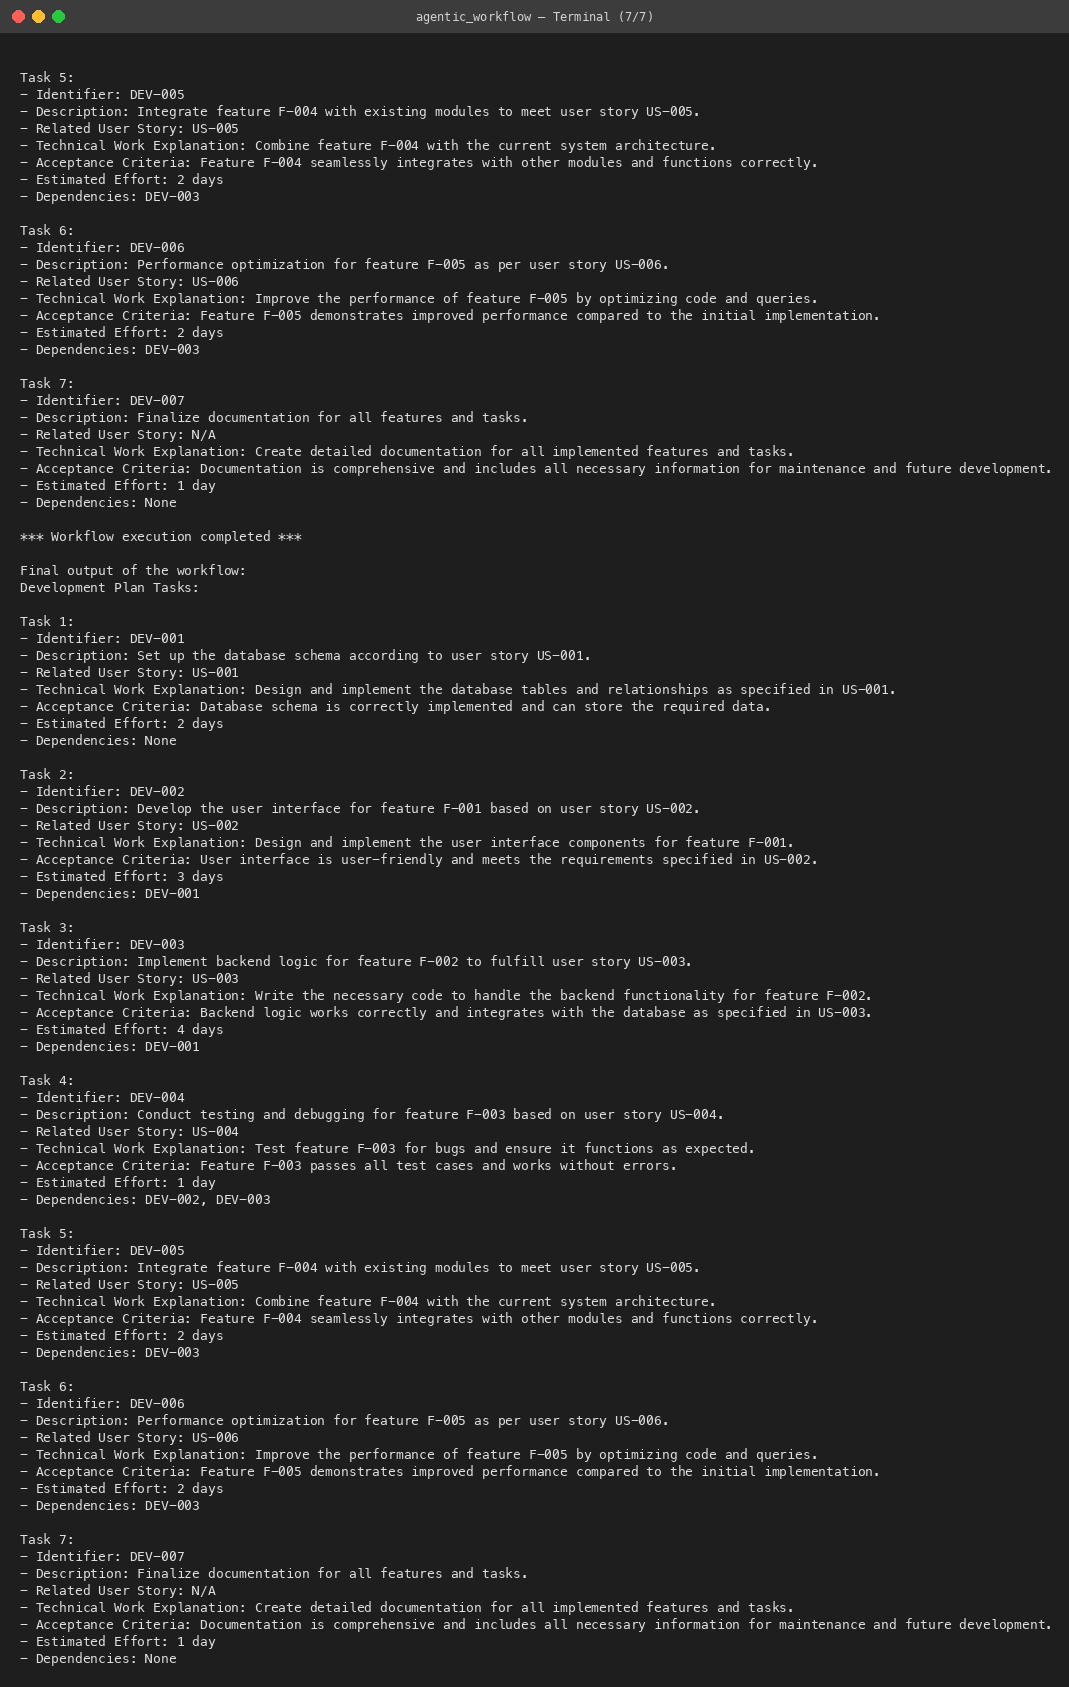 agentic_workflow — Terminal (7/7)
Task 5:
- Identifier: DEV-005
- Description: Integrate feature F-004 with existing modules to meet user story US-005.
- Related User Story: US-005
- Technical Work Explanation: Combine feature F-004 with the current system architecture.
- Acceptance Criteria: Feature F-004 seamlessly integrates with other modules and functions correctly.
- Estimated Effort: 2 days
- Dependencies: DEV-003
Task 6:
- Identifier: DEV-006
- Description: Performance optimization for feature F-005 as per user story US-006.
- Related User Story: US-006
- Technical Work Explanation: Improve the performance of feature F-005 by optimizing code and queries.
- Acceptance Criteria: Feature F-005 demonstrates improved performance compared to the initial implementation.
- Estimated Effort: 2 days
- Dependencies: DEV-003
Task 7:
- Identifier: DEV-007
- Description: Finalize documentation for all features and tasks.
- Related User Story: N/A
- Technical Work Explanation: Create detailed documentation for all implemented features and tasks.
- Acceptance Criteria: Documentation is comprehensive and includes all necessary information for maintenance and future development.
- Estimated Effort: 1 day
- Dependencies: None
*** Workflow execution completed ***
Final output of the workflow:
Development Plan Tasks:
Task 1:
- Identifier: DEV-001
- Description: Set up the database schema according to user story US-001.
- Related User Story: US-001
- Technical Work Explanation: Design and implement the database tables and relationships as specified in US-001.
- Acceptance Criteria: Database schema is correctly implemented and can store the required data.
- Estimated Effort: 2 days
- Dependencies: None
Task 2:
- Identifier: DEV-002
- Description: Develop the user interface for feature F-001 based on user story US-002.
- Related User Story: US-002
- Technical Work Explanation: Design and implement the user interface components for feature F-001.
- Acceptance Criteria: User interface is user-friendly and meets the requirements specified in US-002.
- Estimated Effort: 3 days
- Dependencies: DEV-001
Task 3:
- Identifier: DEV-003
- Description: Implement backend logic for feature F-002 to fulfill user story US-003.
- Related User Story: US-003
- Technical Work Explanation: Write the necessary code to handle the backend functionality for feature F-002.
- Acceptance Criteria: Backend logic works correctly and integrates with the database as specified in US-003.
- Estimated Effort: 4 days
- Dependencies: DEV-001
Task 4:
- Identifier: DEV-004
- Description: Conduct testing and debugging for feature F-003 based on user story US-004.
- Related User Story: US-004
- Technical Work Explanation: Test feature F-003 for bugs and ensure it functions as expected.
- Acceptance Criteria: Feature F-003 passes all test cases and works without errors.
- Estimated Effort: 1 day
- Dependencies: DEV-002, DEV-003
Task 5:
- Identifier: DEV-005
- Description: Integrate feature F-004 with existing modules to meet user story US-005.
- Related User Story: US-005
- Technical Work Explanation: Combine feature F-004 with the current system architecture.
- Acceptance Criteria: Feature F-004 seamlessly integrates with other modules and functions correctly.
- Estimated Effort: 2 days
- Dependencies: DEV-003
Task 6:
- Identifier: DEV-006
- Description: Performance optimization for feature F-005 as per user story US-006.
- Related User Story: US-006
- Technical Work Explanation: Improve the performance of feature F-005 by optimizing code and queries.
- Acceptance Criteria: Feature F-005 demonstrates improved performance compared to the initial implementation.
- Estimated Effort: 2 days
- Dependencies: DEV-003
Task 7:
- Identifier: DEV-007
- Description: Finalize documentation for all features and tasks.
- Related User Story: N/A
- Technical Work Explanation: Create detailed documentation for all implemented features and tasks.
- Acceptance Criteria: Documentation is comprehensive and includes all necessary information for maintenance and future development.
- Estimated Effort: 1 day
- Dependencies: None